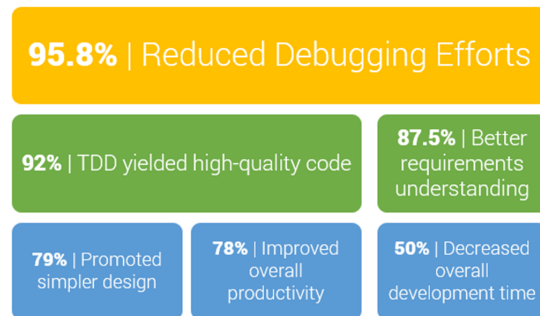 95.8% | Reduced Debugging Efforts
92% | TDD yielded high-quality code
87.5% | Better
requirements
understanding
79% | Promoted
simpler design
78% | Improved
overall
productivity
50% | Decreased
overall
development time